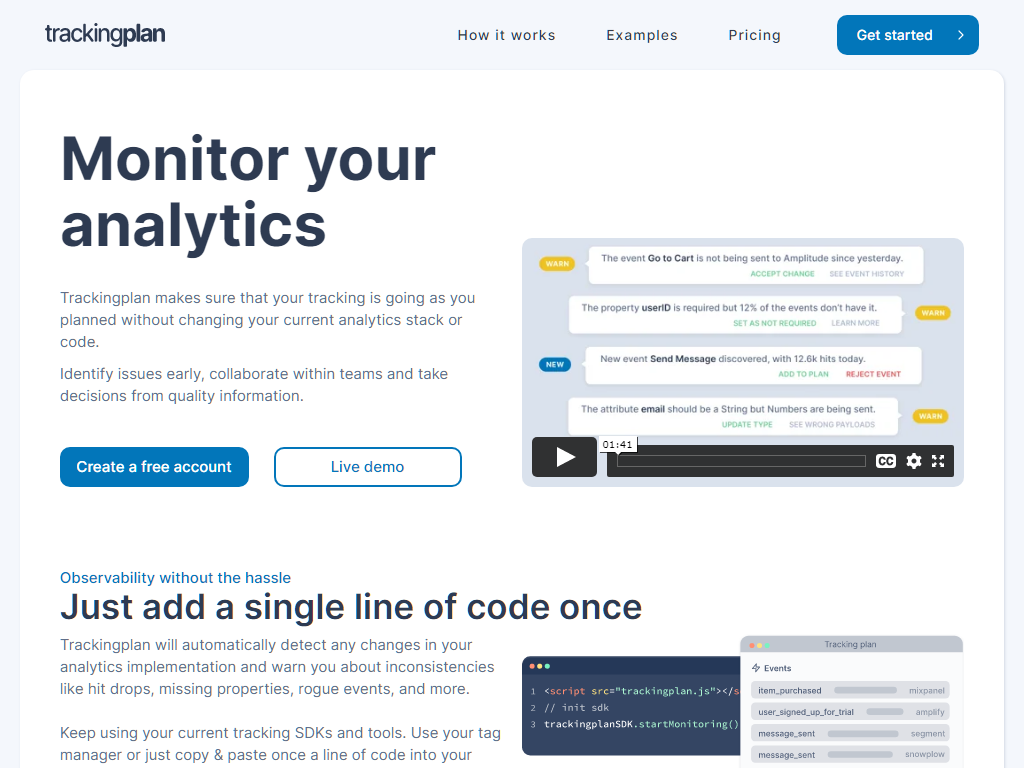 trackingplan
How it works
Examples
Pricing
Get started
Monitor your
analytics
Trackingplan makes sure that your tracking is going as you
planned without changing your current analytics stack or
code.
Identify issues early, collaborate within teams and take
decisions from quality information.
Create a free account
Live demo
WARN
The event Go to Cart is not being sent to Amplitude since yesterday.
ACCEPT CHANGE SEE EVENT HISTORY
The property userID is required but 12% of the events don't have it.
SET AS NOT REQUIRED LEARN MORE
WARN
NEW
New event Send Message discovered, with 12.6k hits today.
ADD TO PLAN REJECT EVENT
The attribute email should be a String but Numbers are being sent.
UPDATE TYPE SEE WRONG PAYLOADS
WARN
01:41
CC
Observability without the hassle
Just add a single line of code once
Trackingplan will automatically detect any changes in your
analytics implementation and warn you about inconsistencies
like hit drops, missing properties, rogue events, and more.
Keep using your current tracking SDKs and tools. Use your tag
manager or just copy & paste once a line of code into your
1 <script src="trackingplan.js"></s
2 // init sdk
3 trackingplanSDK.startMonitoring()
Tracking plan
Events
item_purchased mixpanel
user_signed_up_for_trial amplify
message_sent segment
message_sent snowplow